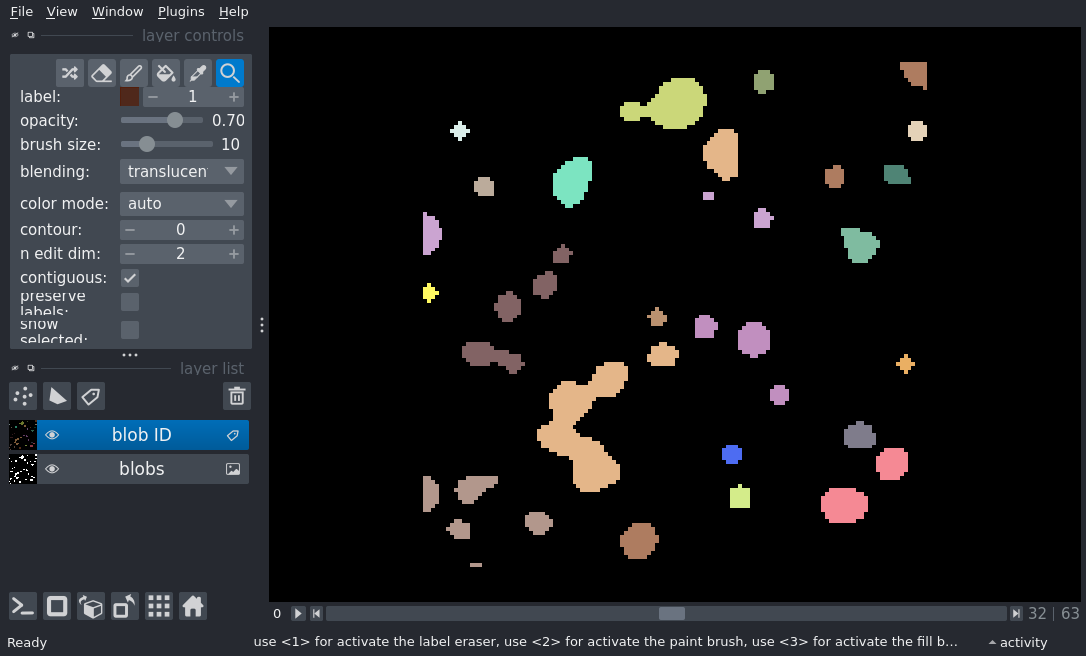 File View Window Plugins Help
layer controls
label: 1
opacity: 0.70
brush size: 10
blending: translucen
color mode: auto
contour: 0
n edit dim: 2
contiguous:
preserve
labels:
show
selected:
layer list
blob ID
blobs
0 32 63
Ready use <1> for activate the label eraser, use <2> for activate the paint brush, use <3> for activate the fill b... activity